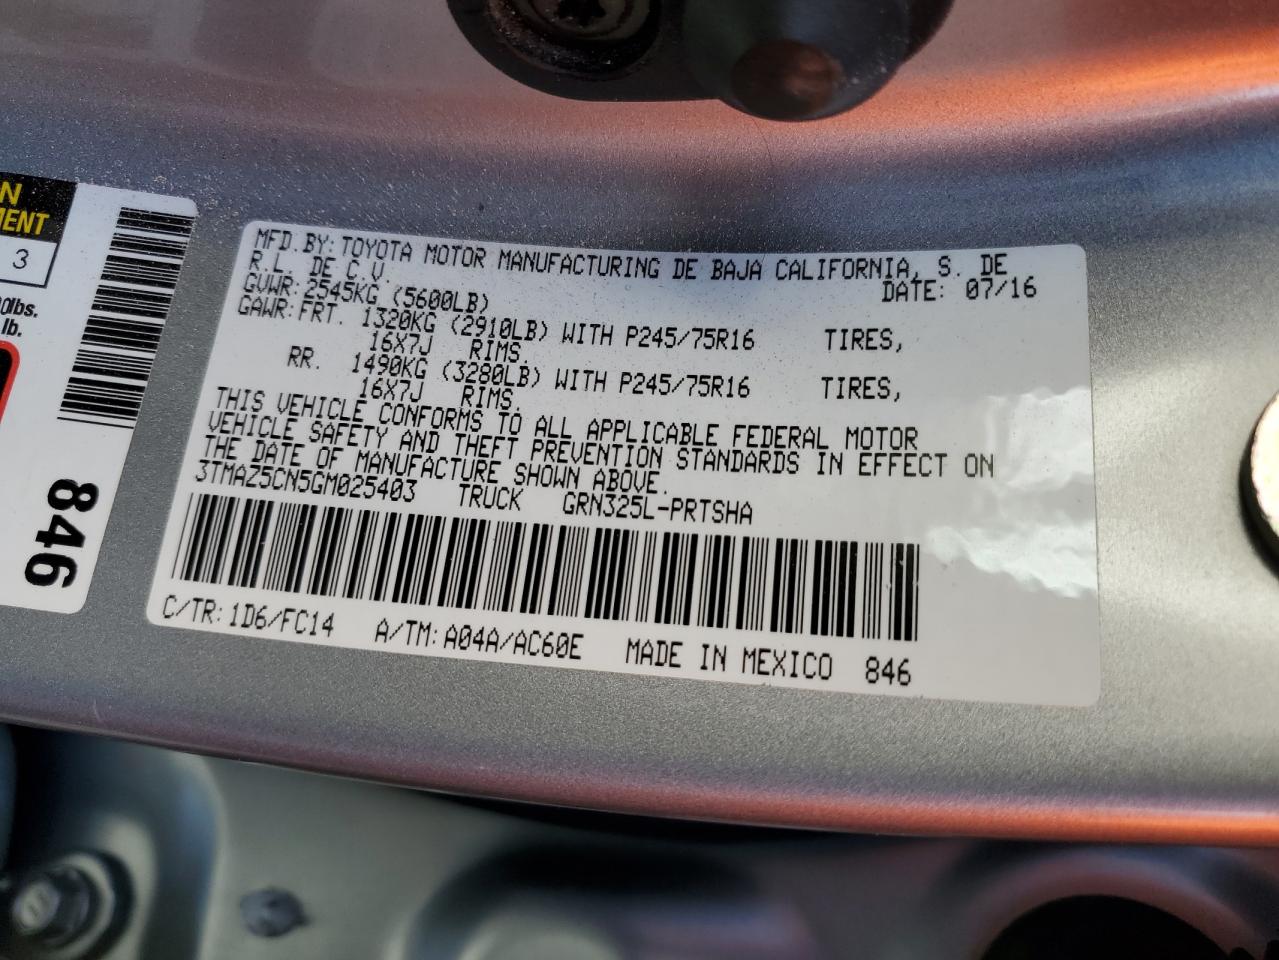 N
MENT
3
0lbs.
lb.
846
MFD. BY: TOYOTA MOTOR MANUFACTURING DE BAJA CALIFORNIA, S. DE
R.L. DE C.V. DATE: 07/16
GVWR: 2545KG (5600LB)
GAWR: FRT. 1320KG (2910LB) WITH P245/75R16 TIRES,
16X7J RIMS.
RR. 1490KG (3280LB) WITH P245/75R16 TIRES,
16X7J RIMS.
THIS VEHICLE CONFORMS TO ALL APPLICABLE FEDERAL MOTOR
VEHICLE SAFETY AND THEFT PREVENTION STANDARDS IN EFFECT ON
THE DATE OF MANUFACTURE SHOWN ABOVE.
3TMAZ5CN5GM025403 TRUCK GRN325L-PRTSHA
C/TR: 1D6/FC14 A/TM: A04A/AC60E MADE IN MEXICO 846